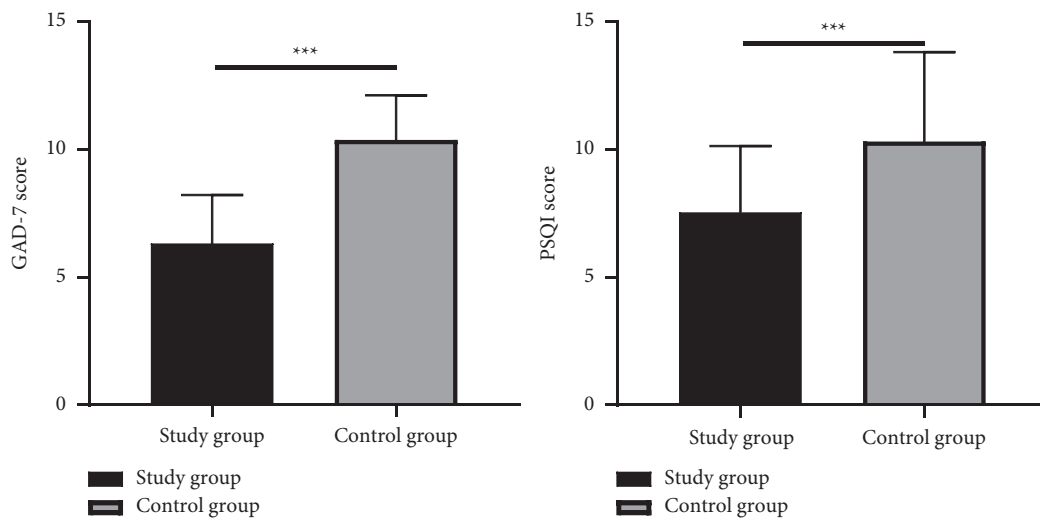 GAD-7 score
15
10
5
0
***
Study group
Control group
Study group
Control group
PSQI score
15
10
5
0
***
Study group
Control group
Study group
Control group